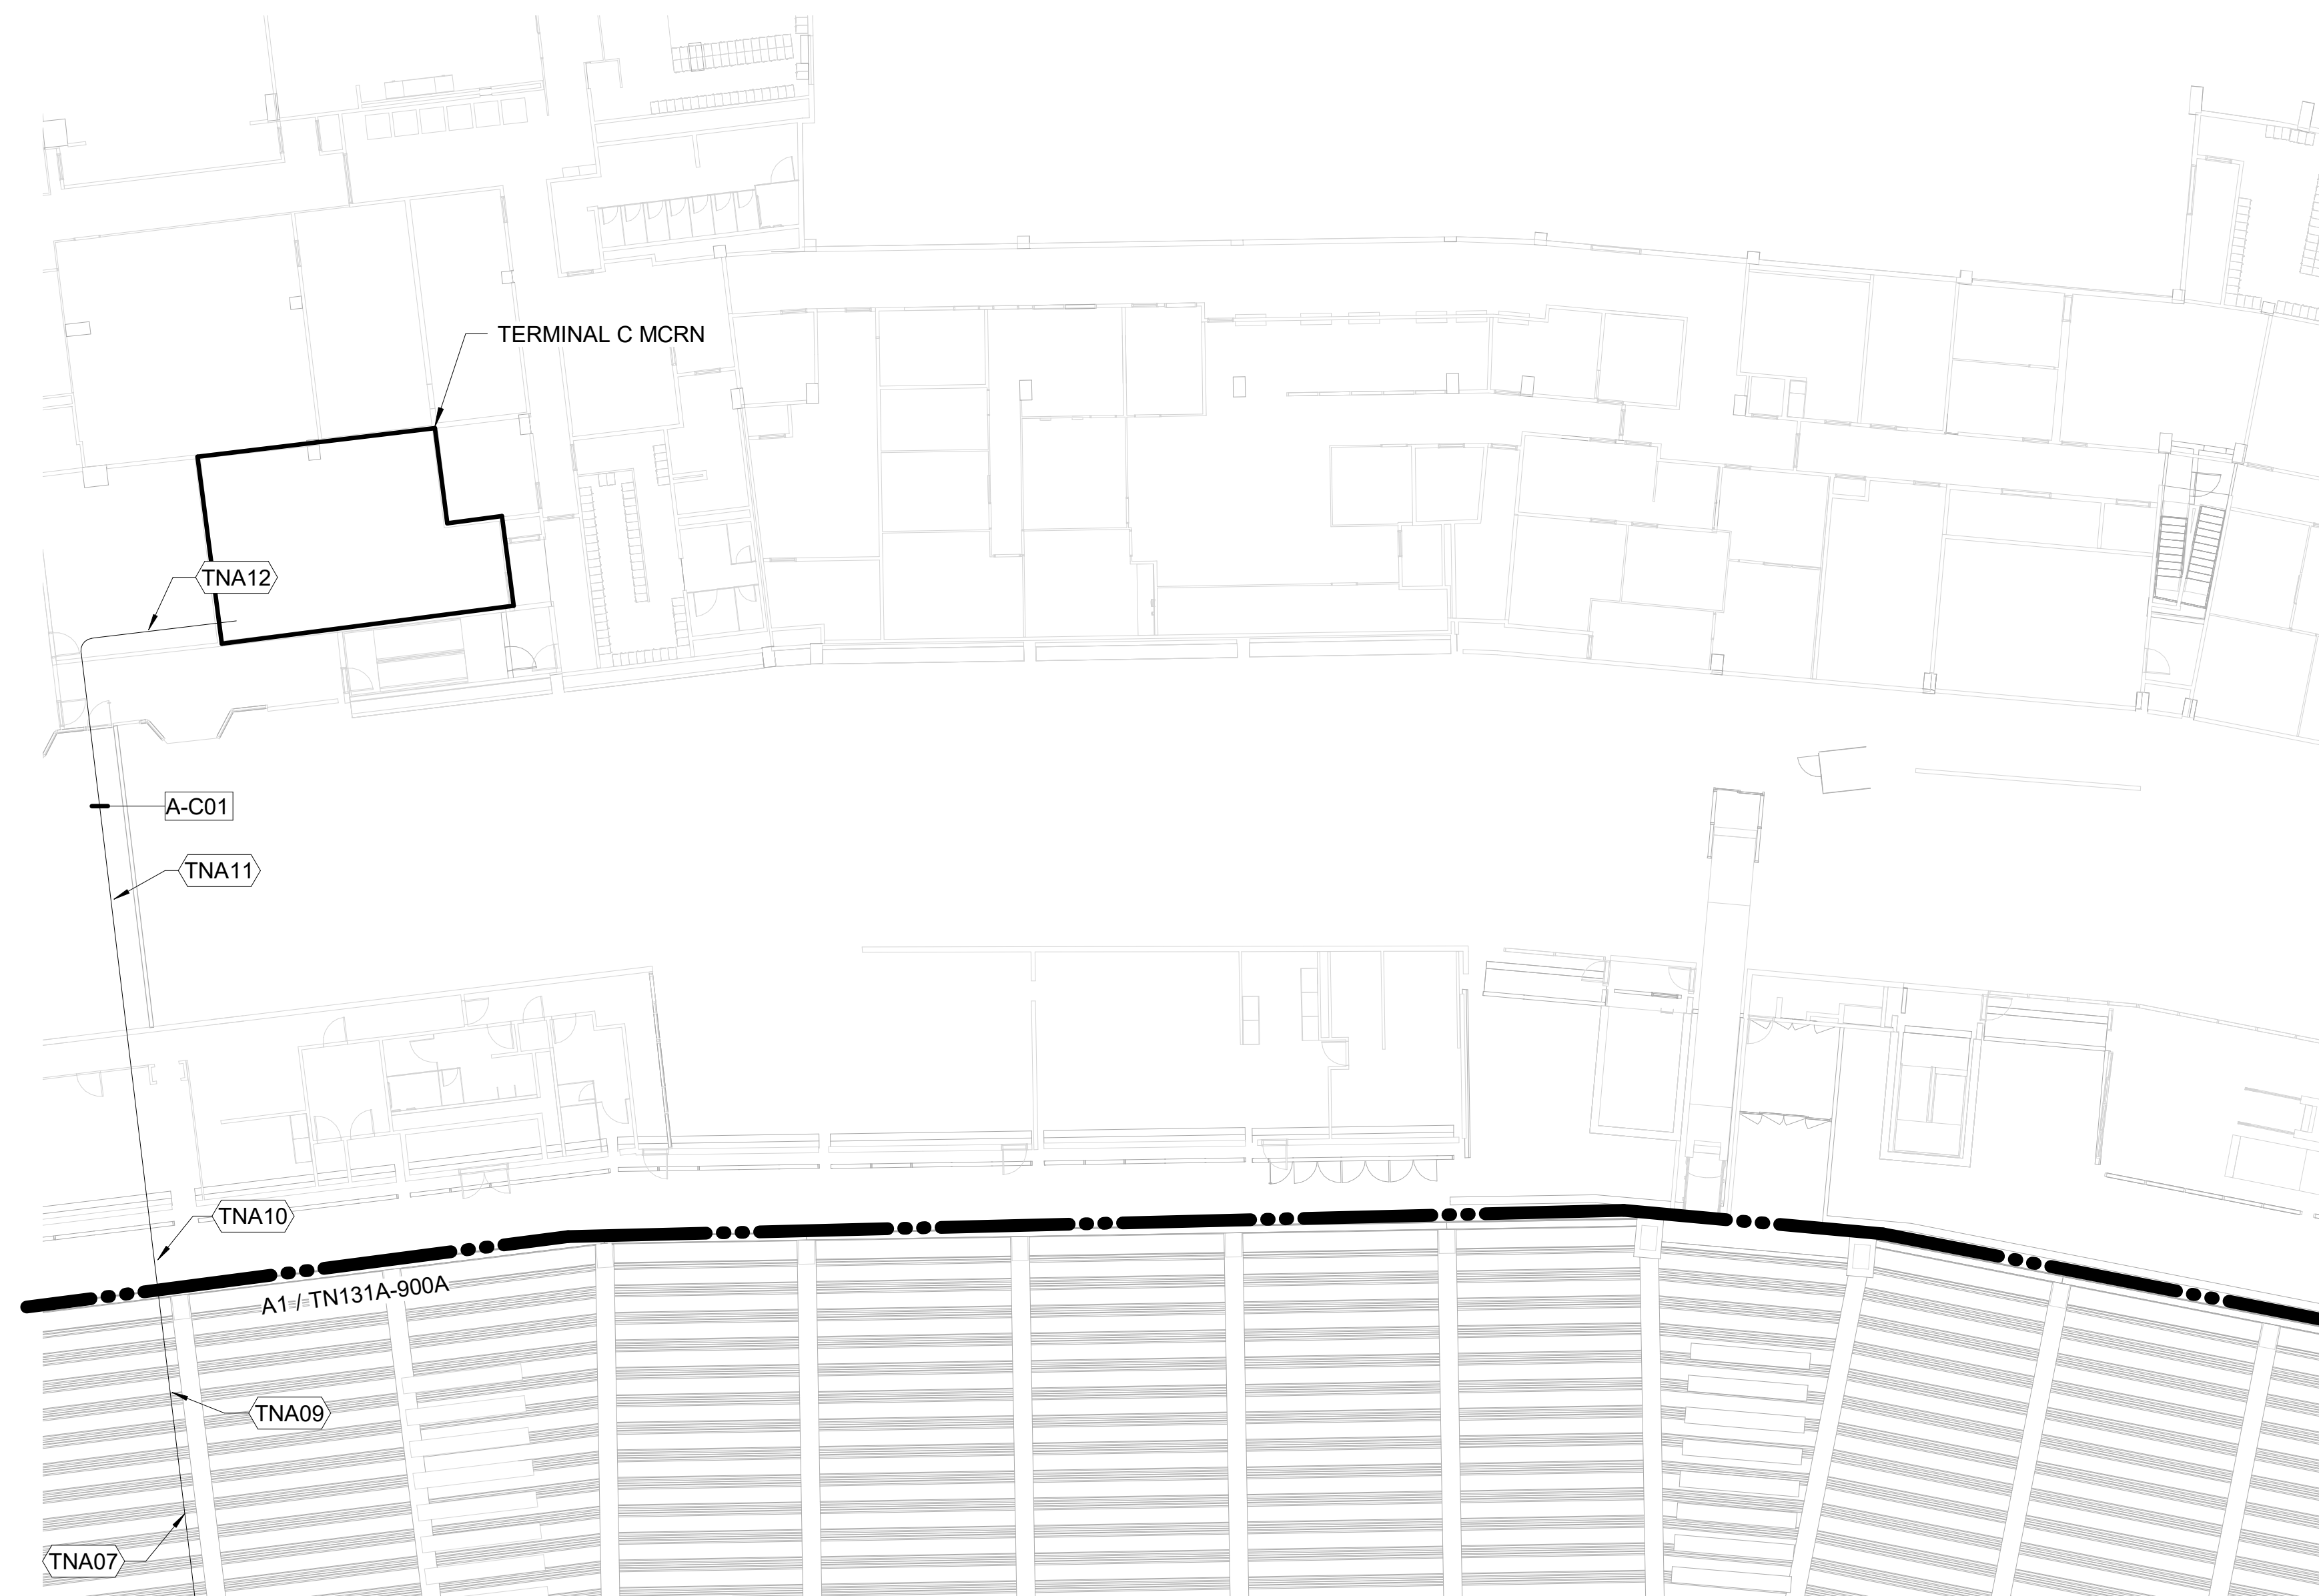 TERMINAL C MCRN
TNA12
A-C01
TNA11
TNA10
A1 / TN131A-900A
TNA09
TNA07